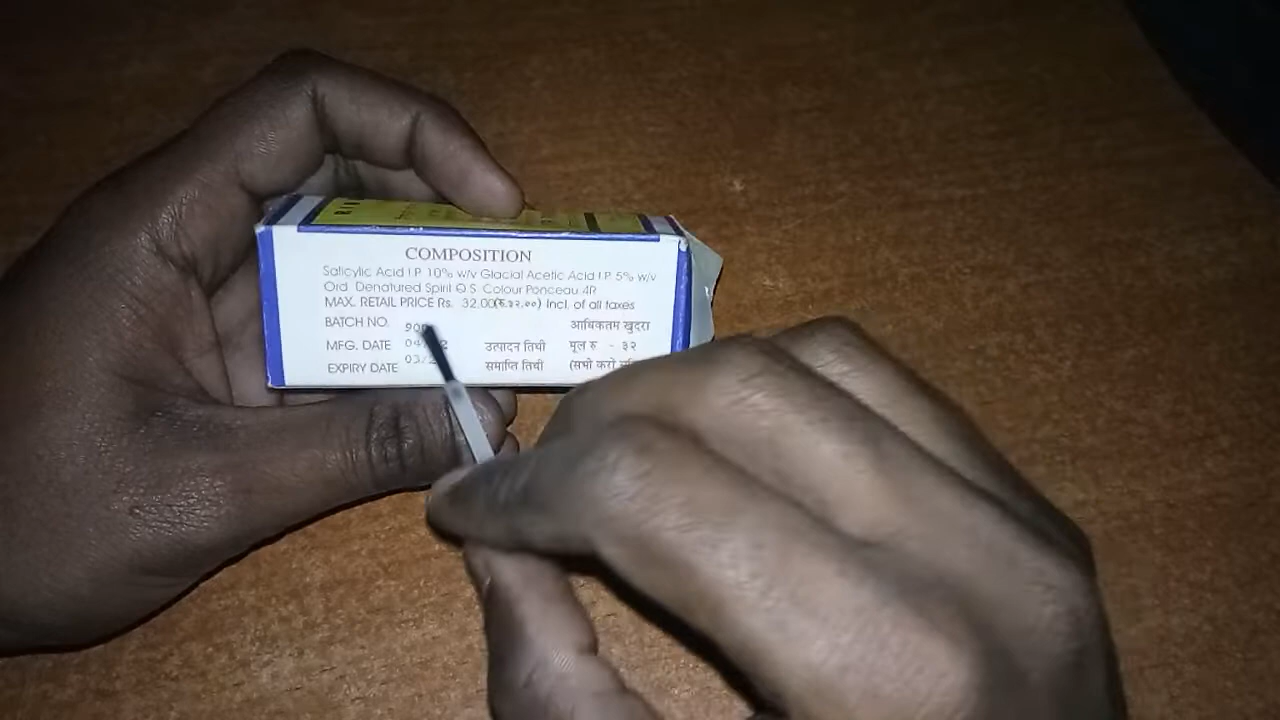 COMPOSITION
Salicylic Acid I.P. 10% w/v Glacial Acetic Acid I.P. 5% w/v
Ord. Denatured Spirit Q.S. Colour Ponceau 4R
MAX. RETAIL PRICE Rs. 32.00(रु.३२.००) Incl. of all taxes
BATCH NO. आधिकतम खुदरा
MFG. DATE उत्पादन तिथी मूल रु - ३२
EXPIRY DATE समाप्ति तिथी (सभी करो